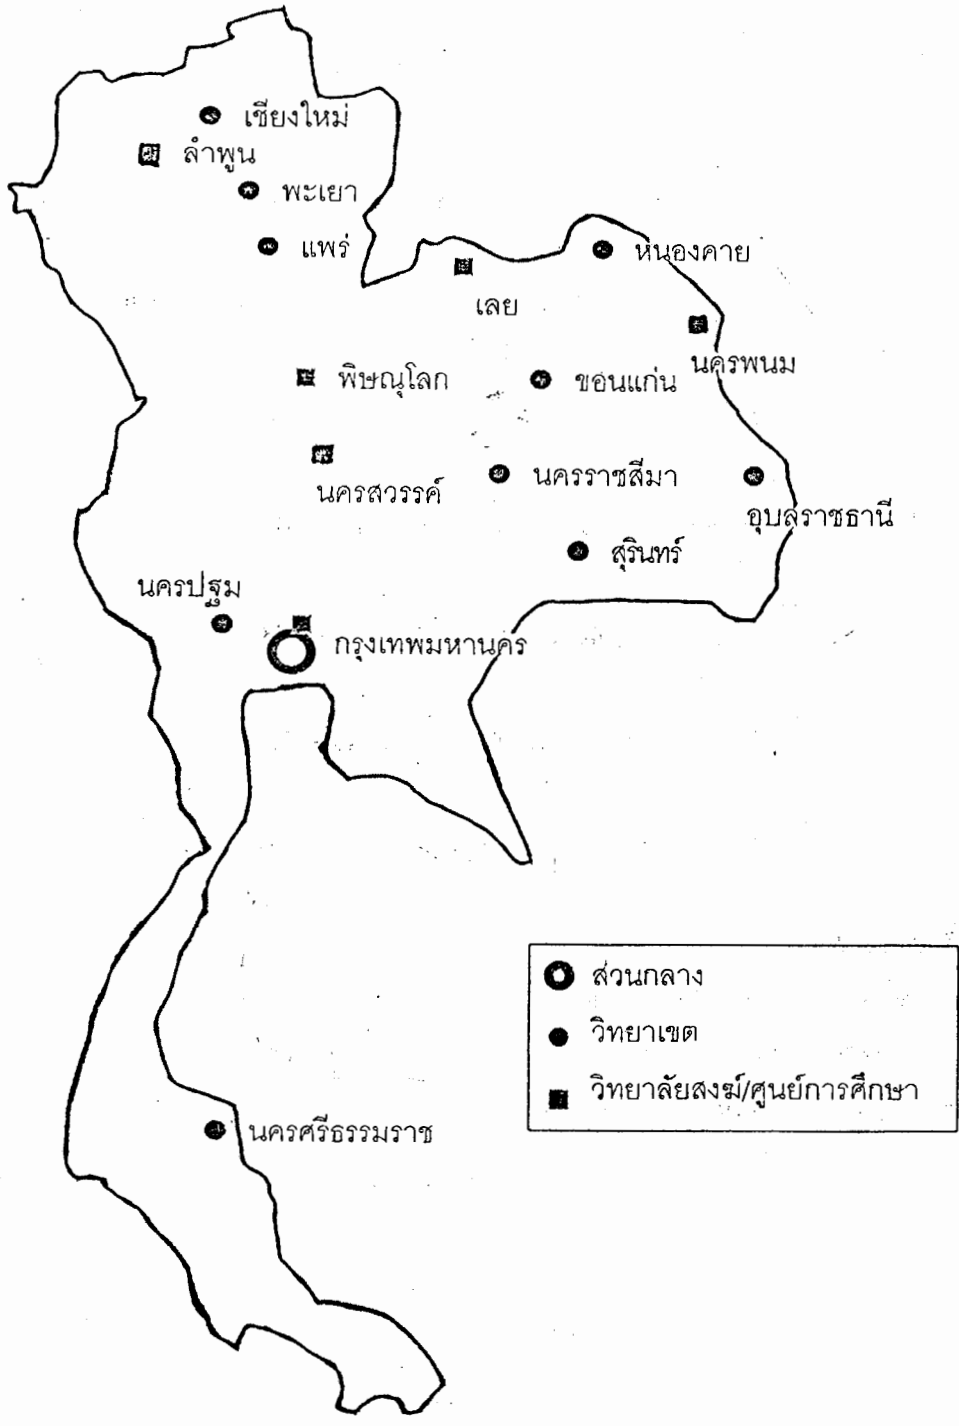 เชียงใหม่
ลำพูน
พะเยา
แพร่
หนองคาย
เลย
นครพนม
พิษณุโลก
ขอนแก่น
นครสวรรค์
นครราชสีมา
อุบลราชธานี
สุรินทร์
นครปฐม
กรุงเทพมหานคร
ส่วนกลาง
วิทยาเขต
วิทยาลัยสงฆ์/ศูนย์การศึกษา
นครศรีธรรมราช